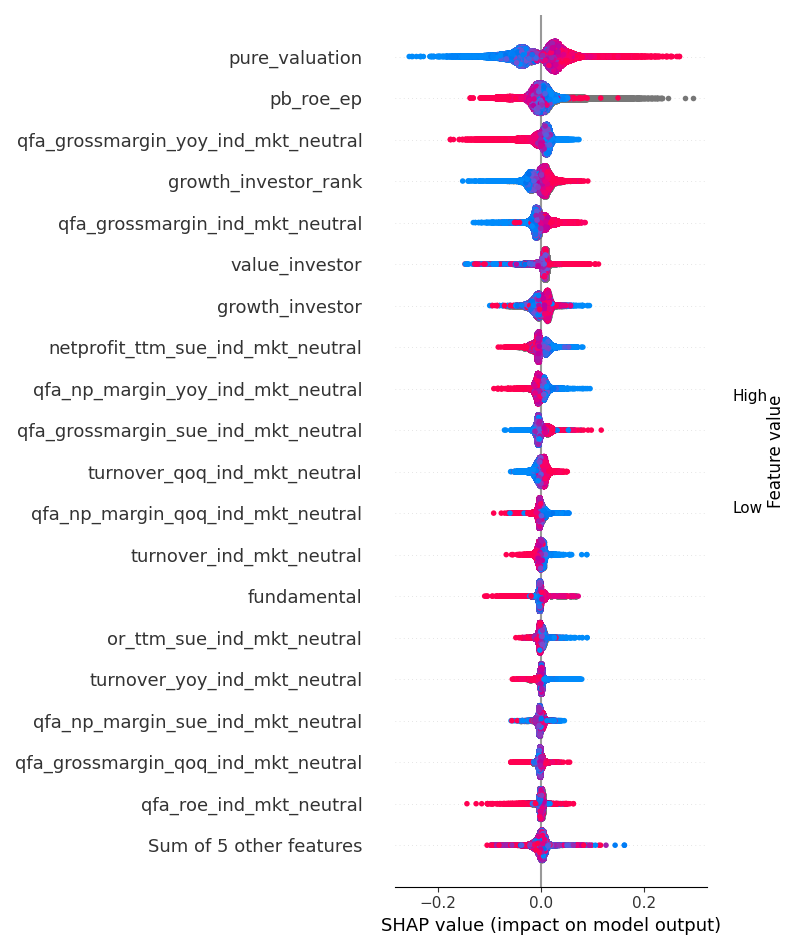 pure_valuation
pb_roe_ep
qfa_grossmargin_yoy_ind_mkt_neutral
growth_investor_rank
qfa_grossmargin_ind_mkt_neutral
value_investor
growth_investor
netprofit_ttm_sue_ind_mkt_neutral
qfa_np_margin_yoy_ind_mkt_neutral
qfa_grossmargin_sue_ind_mkt_neutral
turnover_qoq_ind_mkt_neutral
qfa_np_margin_qoq_ind_mkt_neutral
turnover_ind_mkt_neutral
fundamental
or_ttm_sue_ind_mkt_neutral
turnover_yoy_ind_mkt_neutral
qfa_np_margin_sue_ind_mkt_neutral
qfa_grossmargin_qoq_ind_mkt_neutral
qfa_roe_ind_mkt_neutral
Sum of 5 other features
−0.2 0.0 0.2
SHAP value (impact on model output)
High
Low
Feature value